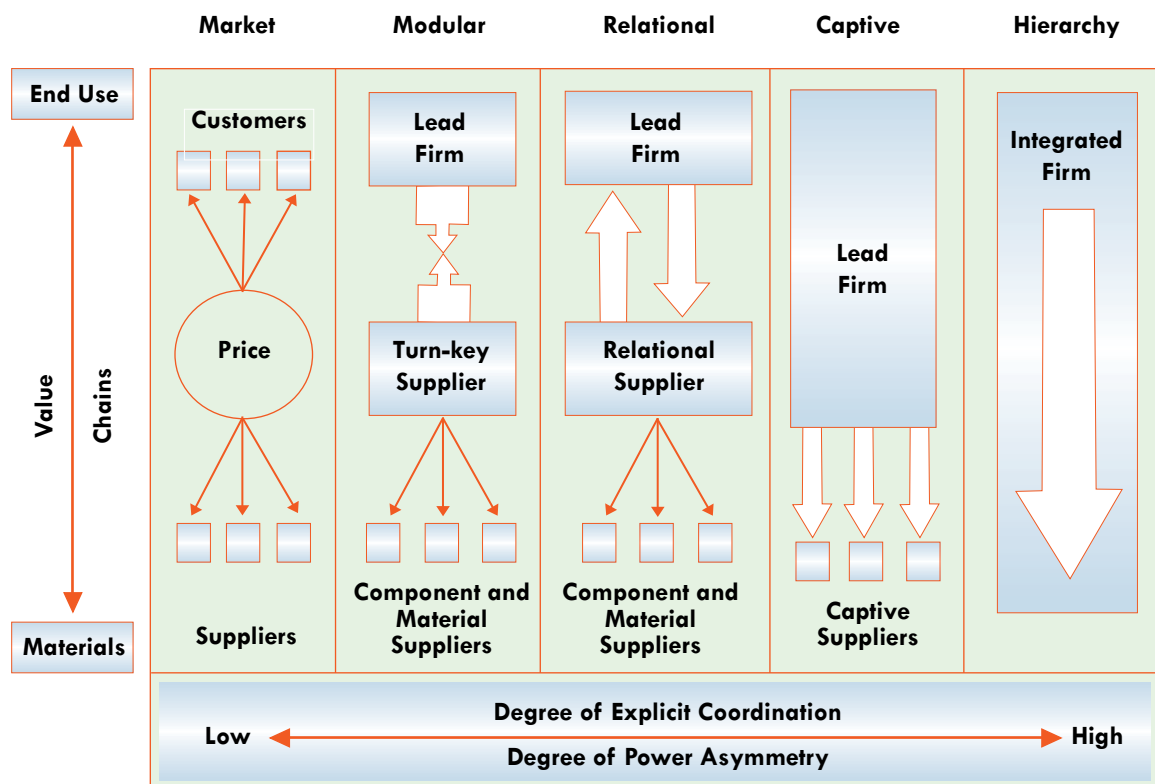 Market
Modular
Relational
Captive
Hierarchy
End Use
Value
Chains
Materials
Customers
Price
Suppliers
Lead
Firm
Turn-key
Supplier
Component and
Material
Suppliers
Lead
Firm
Relational
Supplier
Component and
Material
Suppliers
Lead
Firm
Captive
Suppliers
Integrated
Firm
Degree of Explicit Coordination
Low
High
Degree of Power Asymmetry